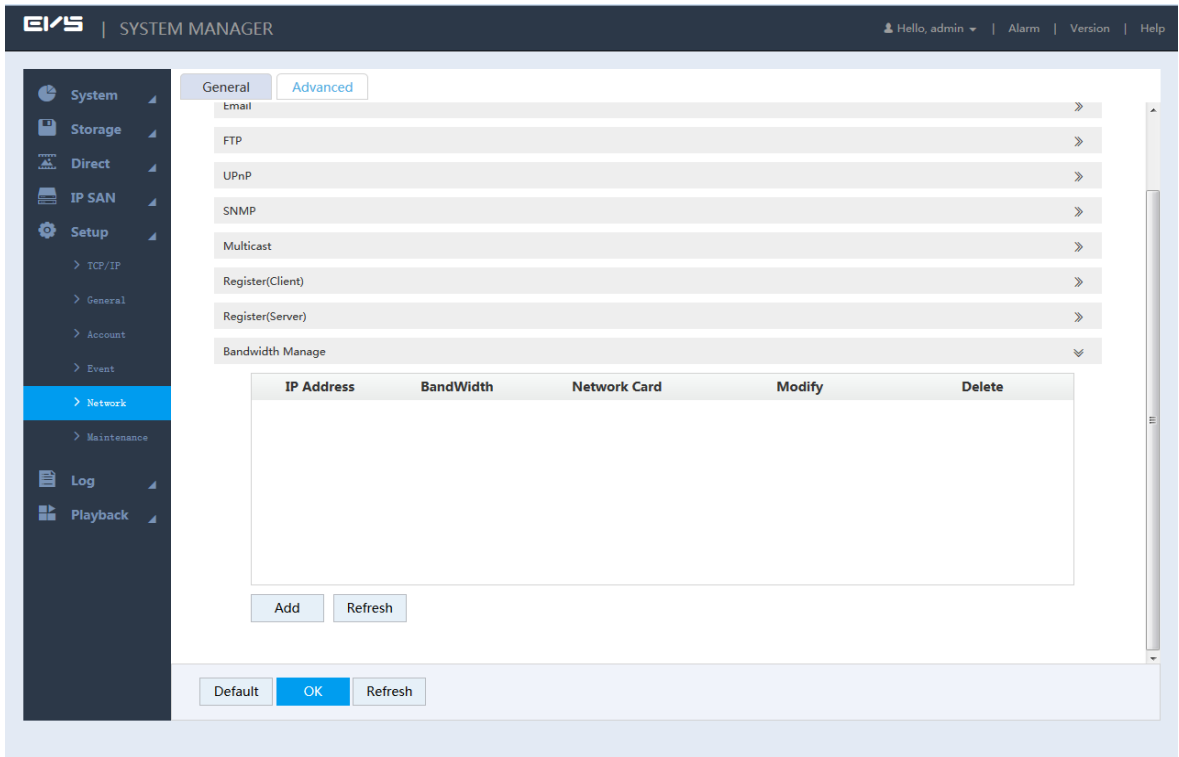 EVS | SYSTEM MANAGER
Hello, admin | Alarm | Version | Help
System
Storage
Direct
IP SAN
Setup
> TCP/IP
> General
> Account
> Event
> Network
> Maintenance
Log
Playback
General Advanced
Email
FTP
UPnP
SNMP
Multicast
Register(Client)
Register(Server)
Bandwidth Manage
IP Address BandWidth Network Card Modify Delete
Add Refresh
Default OK Refresh